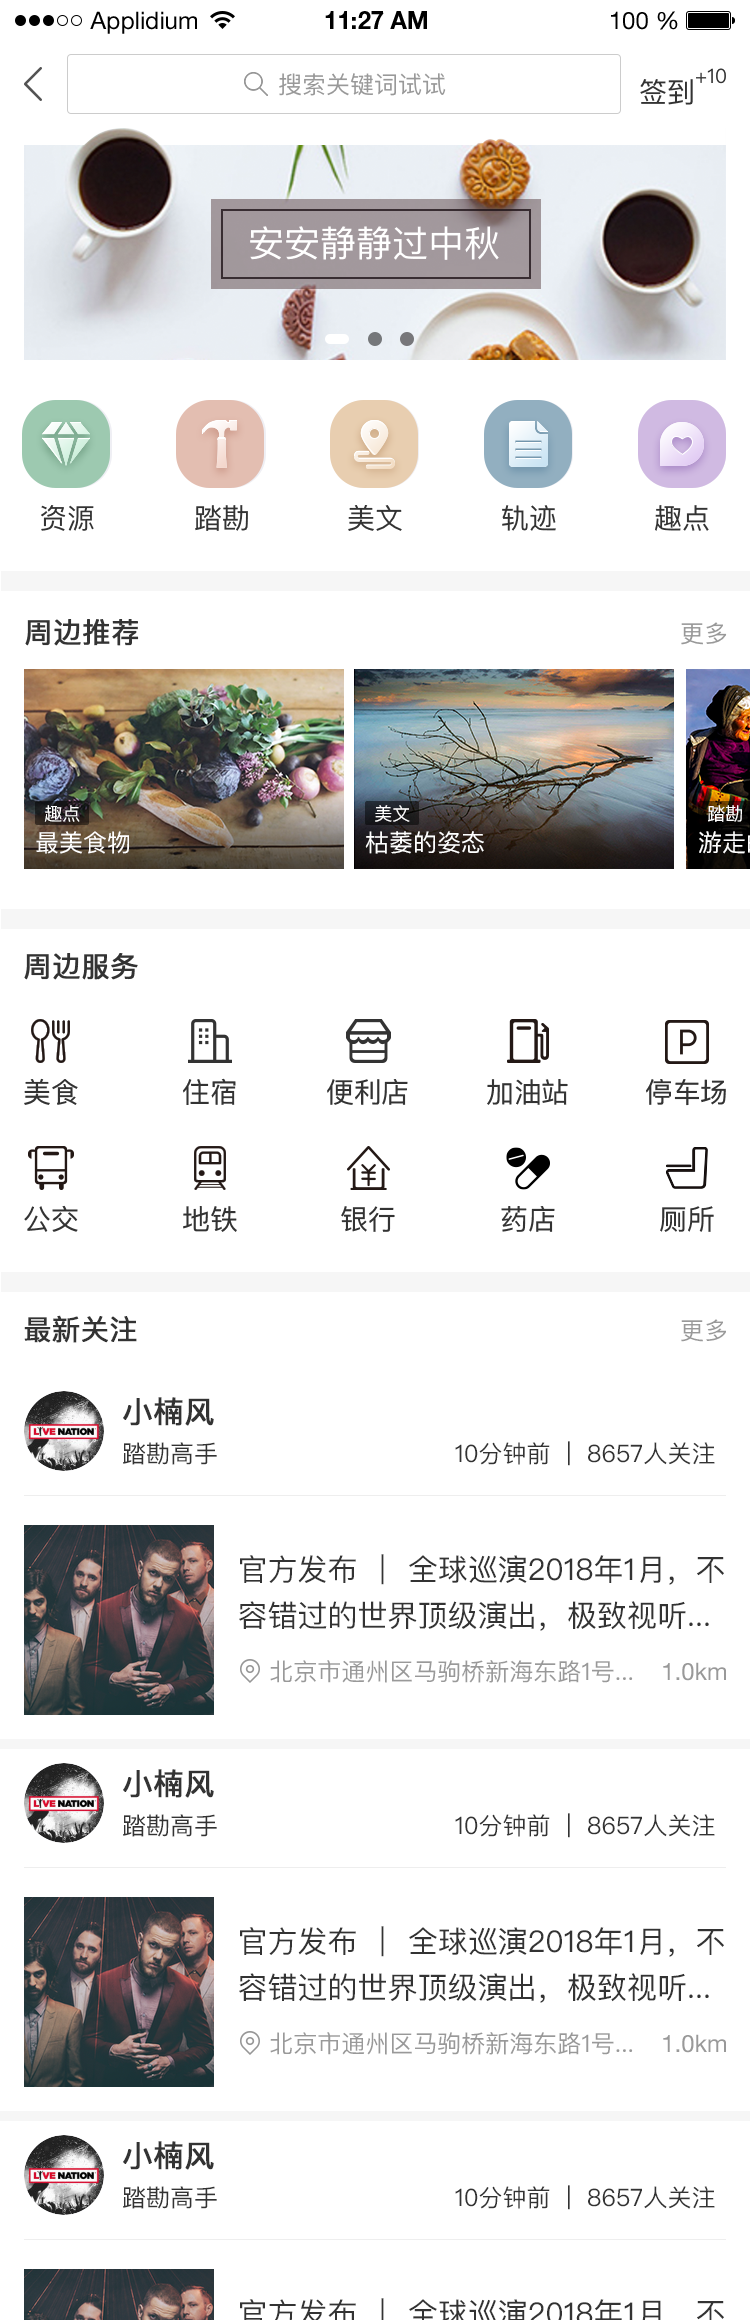 Applidium 11:27 AM 100 %
搜索关键词试试 签到+10
安安静静过中秋
资源 踏勘 美文 轨迹 趣点
周边推荐 更多
趣点 美文 踏勘
最美食物 枯萎的姿态 游走
周边服务
美食 住宿 便利店 加油站 停车场
公交 地铁 银行 药店 厕所
最新关注 更多
小楠风
LIVE NATION
踏勘高手 10分钟前 | 8657人关注
官方发布 | 全球巡演2018年1月，不
容错过的世界顶级演出，极致视听...
北京市通州区马驹桥新海东路1号... 1.0km
小楠风
LIVE NATION
踏勘高手 10分钟前 | 8657人关注
官方发布 | 全球巡演2018年1月，不
容错过的世界顶级演出，极致视听...
北京市通州区马驹桥新海东路1号... 1.0km
小楠风
LIVE NATION
踏勘高手 10分钟前 | 8657人关注
官方发布 | 全球巡演2018年1月，不